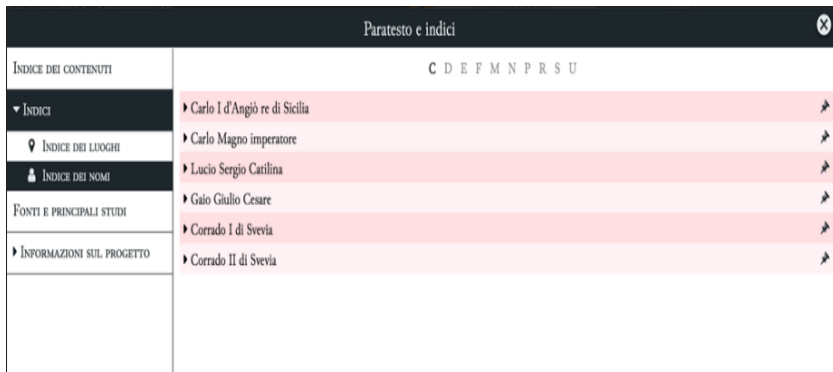 Paratesto e indici
INDICE DEI CONTENUTI
INDICI
INDICE DEI LUOGHI
INDICE DEI NOMI
FONTI E PRINCIPALI STUDI
INFORMAZIONI SUL PROGETTO
C D E F M N P R S U
Carlo I d'Angiò re di Sicilia
Carlo Magno imperatore
Lucio Sergio Catilina
Gaio Giulio Cesare
Corrado I di Svevia
Corrado II di Svevia